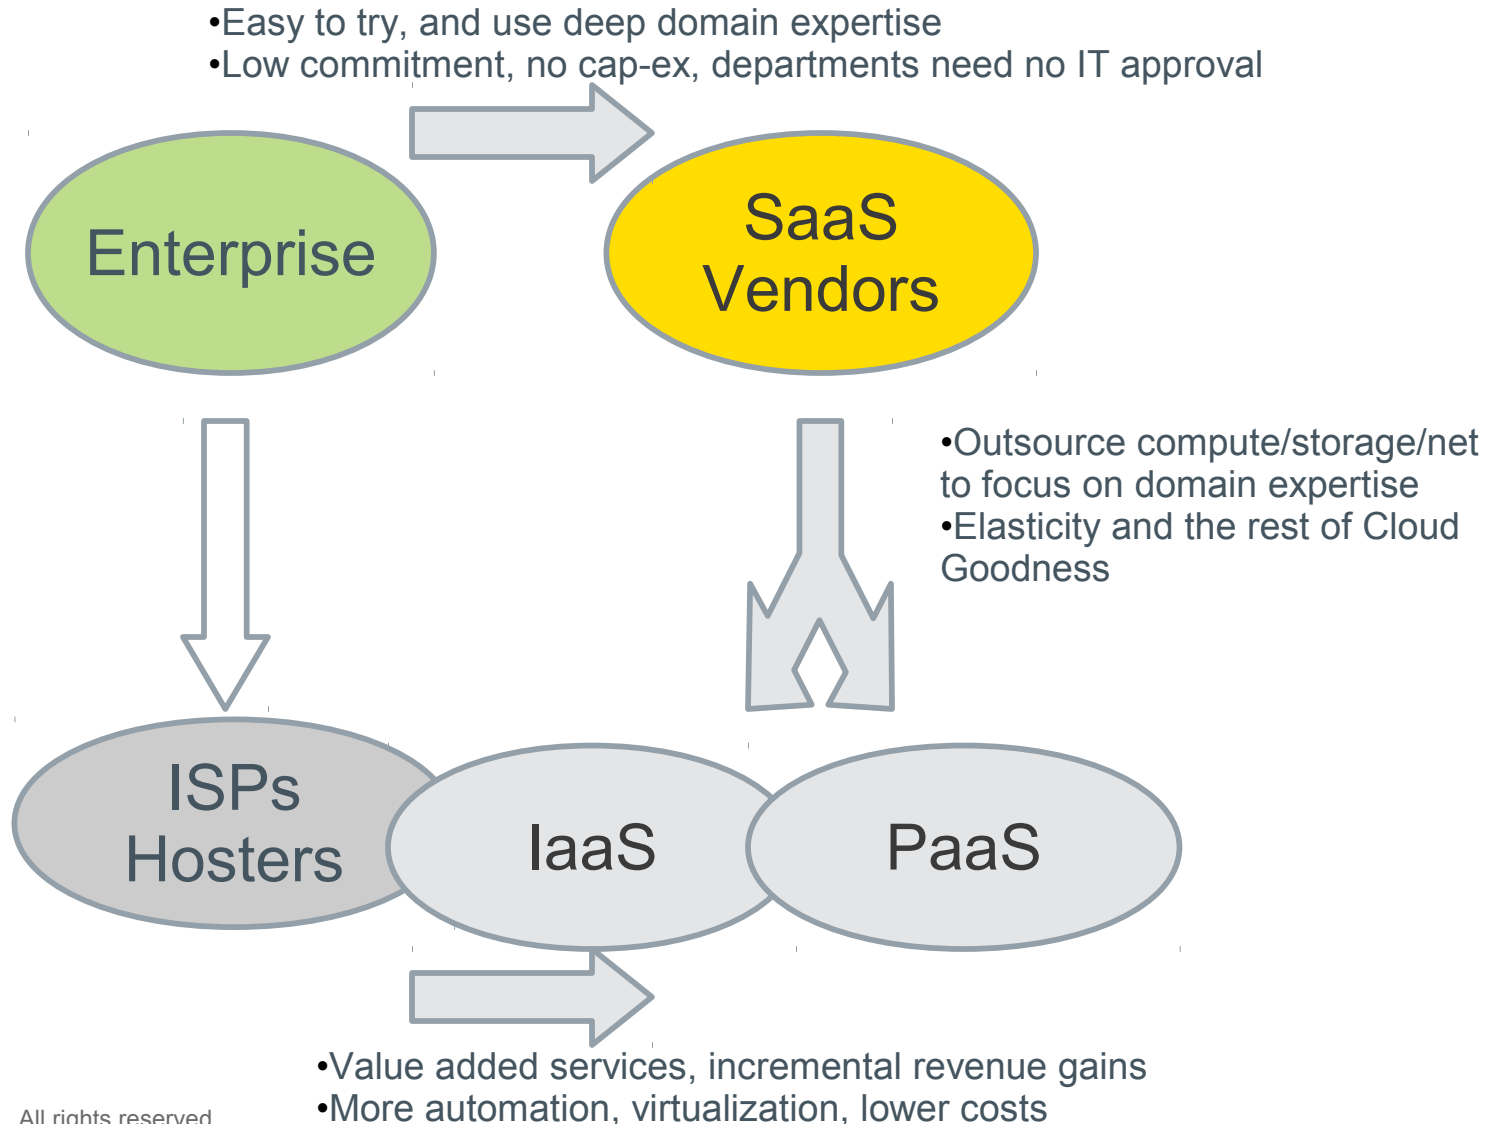 •Easy to try, and use deep domain expertise
•Low commitment, no cap-ex, departments need no IT approval
Enterprise
SaaS
Vendors
•Outsource compute/storage/net
to focus on domain expertise
•Elasticity and the rest of Cloud
Goodness
ISPs
Hosters
IaaS
PaaS
•Value added services, incremental revenue gains
•More automation, virtualization, lower costs
All rights reserved